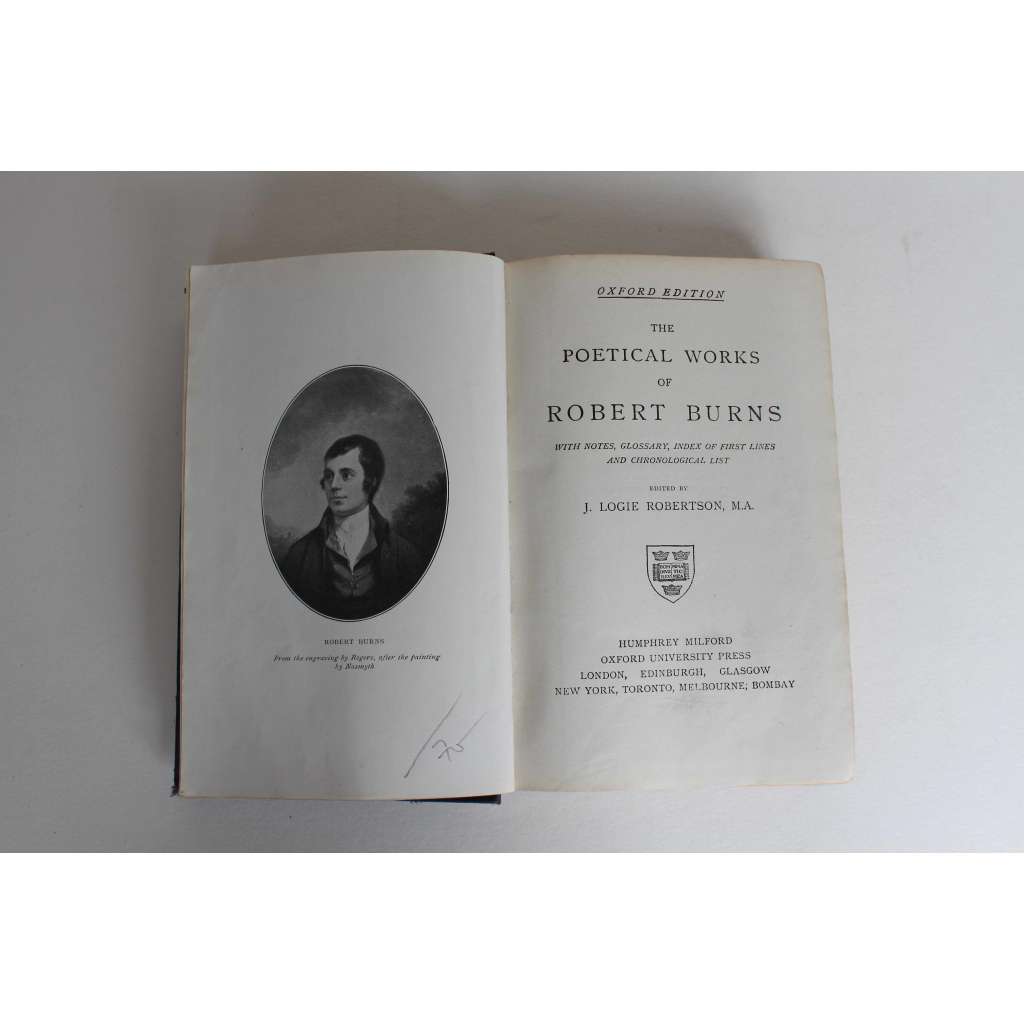 ROBERT BURNS
From the engraving by Rogers, after the painting
by Nasmyth
OXFORD EDITION
THE
POETICAL WORKS
OF
ROBERT BURNS
WITH NOTES, GLOSSARY, INDEX OF FIRST LINES
AND CHRONOLOGICAL LIST
EDITED BY
J. LOGIE ROBERTSON, M.A.
HUMPHREY MILFORD
OXFORD UNIVERSITY PRESS
LONDON, EDINBURGH, GLASGOW
NEW YORK, TORONTO, MELBOURNE; BOMBAY